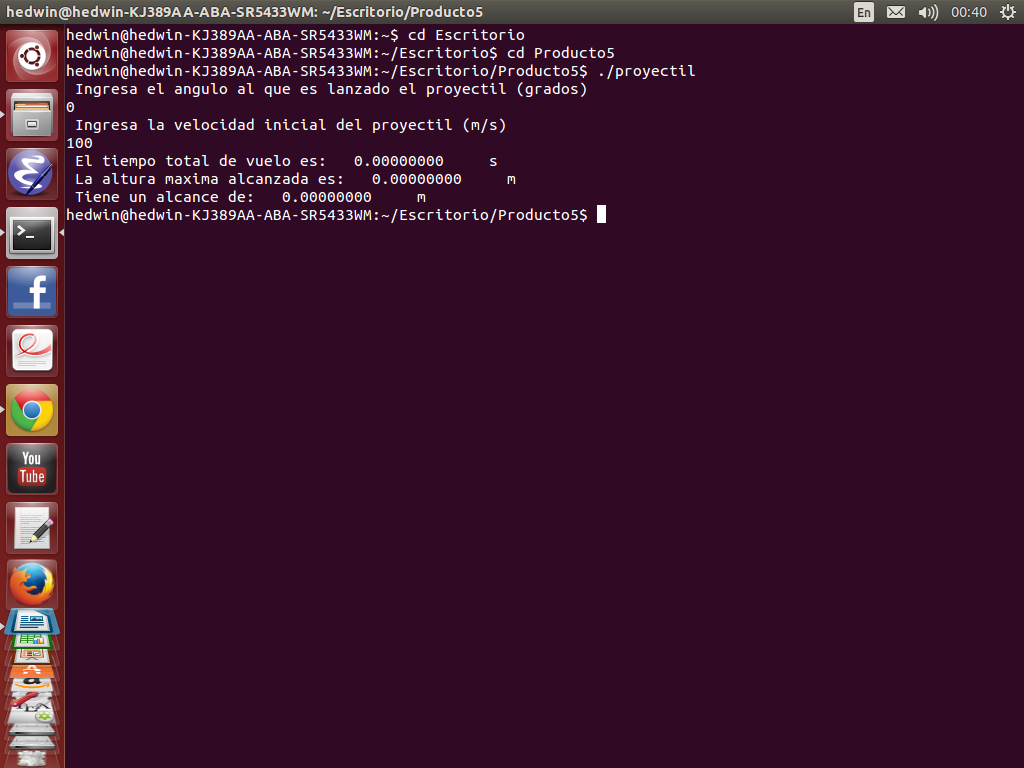 hedwin@hedwin-KJ389AA-ABA-SR5433WM: ~/Escritorio/Producto5
En
00:40
hedwin@hedwin-KJ389AA-ABA-SR5433WM:~$ cd Escritorio
hedwin@hedwin-KJ389AA-ABA-SR5433WM:~/Escritorio$ cd Producto5
hedwin@hedwin-KJ389AA-ABA-SR5433WM:~/Escritorio/Producto5$ ./proyectil
Ingresa el angulo al que es lanzado el proyectil (grados)
0
Ingresa la velocidad inicial del proyectil (m/s)
100
El tiempo total de vuelo es:   0.00000000     s
La altura maxima alcanzada es:   0.00000000     m
Tiene un alcance de:   0.00000000     m
hedwin@hedwin-KJ389AA-ABA-SR5433WM:~/Escritorio/Producto5$
>_
f
You
Tube
a